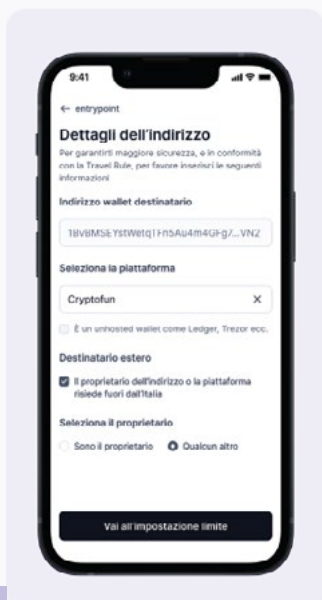 9:41
← entrypoint
Dettagli dell'indirizzo
Per garantirti maggiore sicurezza, e in conformità
con la Travel Rule, per favore inserisci le seguenti
informazioni
Indirizzo wallet destinatario
1BVBMSEYstWetqTFn5Au4m4GFg7...VN2
Seleziona la piattaforma
Cryptofun
È un unhosted wallet come Ledger, Trezor ecc.
Destinatario estero
Il proprietario dell'indirizzo o la piattaforma
risiede fuori dall'Italia
Seleziona il proprietario
Sono il proprietario Qualcun altro
Vai all'impostazione limite